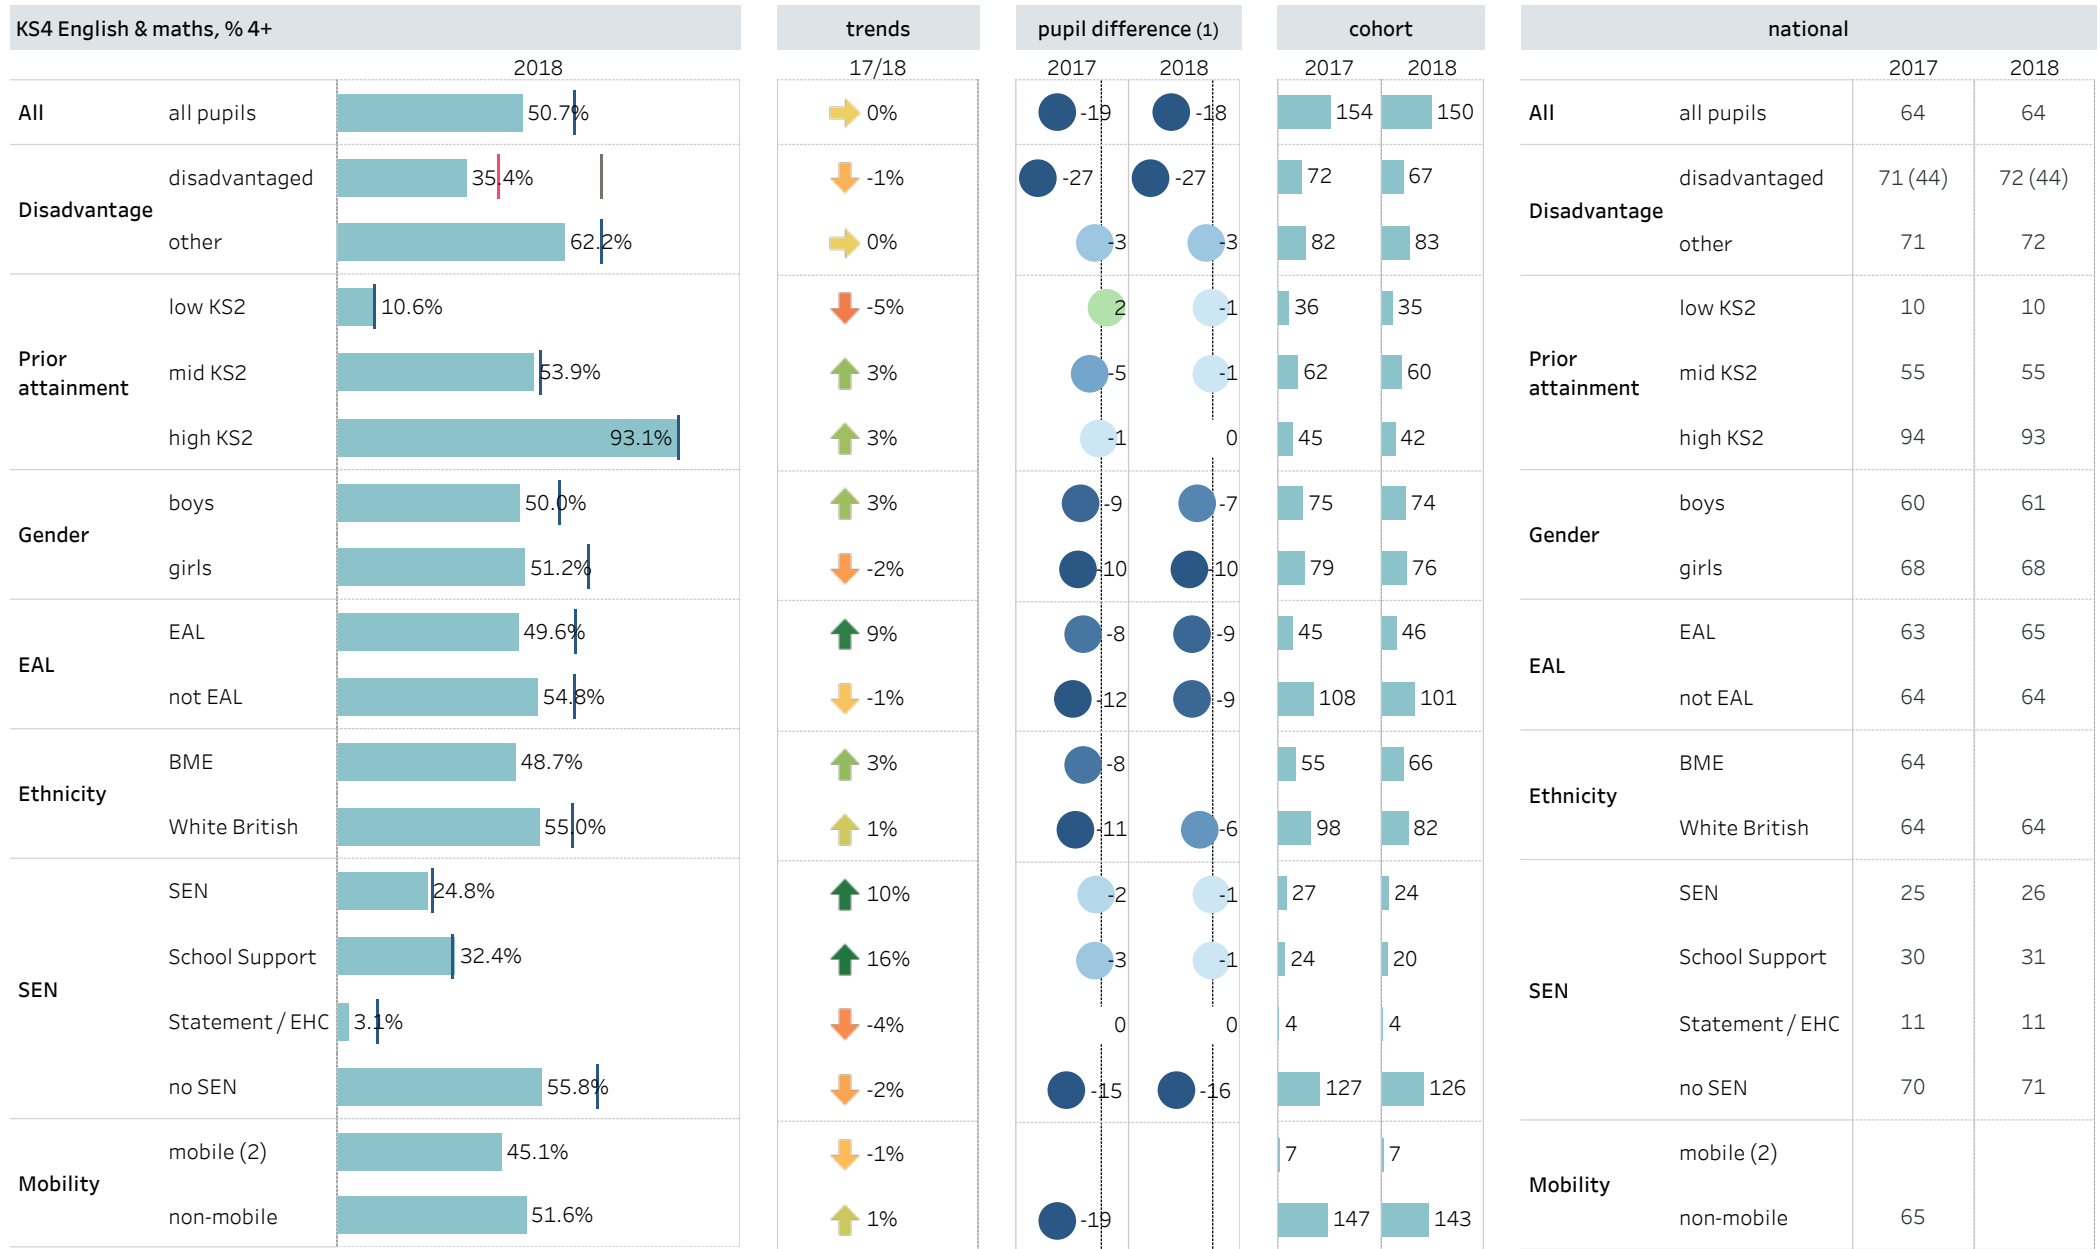 KS4 English & maths, % 4+ trends pupil difference (1) cohort national
2018 17/18 2017 2018 2017 2018 2017 2018
All all pupils 50.7% 0% -19 -18 154 150 All all pupils 64 64
disadvantaged 35.4% -1% -27 -27 72 67 disadvantaged 71 (44) 72 (44)
Disadvantage Disadvantage
other 62.2% 0% -3 -3 82 83 other 71 72
low KS2 10.6% -5% 2 -1 36 35 low KS2 10 10
Prior attainment mid KS2 53.9% 3% -5 -1 62 60 Prior attainment mid KS2 55 55
high KS2 93.1% 3% -1 0 45 42 high KS2 94 93
boys 50.0% 3% -9 -7 75 74 boys 60 61
Gender Gender
girls 51.2% -2% -10 -10 79 76 girls 68 68
EAL 49.6% 9% -8 -9 45 46 EAL 63 65
EAL EAL
not EAL 54.8% -1% -12 -9 108 101 not EAL 64 64
BME 48.7% 3% -8 55 66 BME 64
Ethnicity Ethnicity
White British 55.0% 1% -11 -6 98 82 White British 64 64
SEN 24.8% 10% -2 -1 27 24 SEN 25 26
School Support 32.4% 16% -3 -1 24 20 School Support 30 31
SEN SEN
Statement / EHC 3.1% -4% 0 0 4 4 Statement / EHC 11 11
no SEN 55.8% -2% -15 -16 127 126 no SEN 70 71
mobile (2) 45.1% -1% 7 7 mobile (2)
Mobility Mobility
non-mobile 51.6% 1% -19 147 143 non-mobile 65